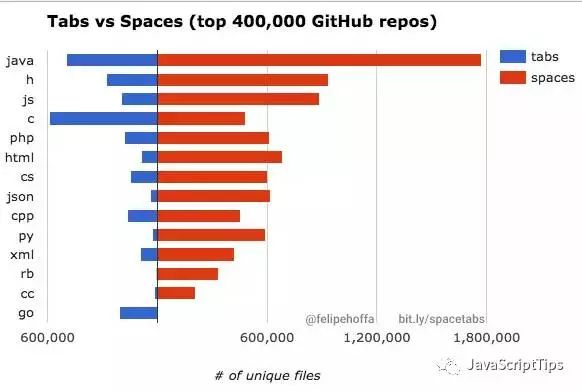 Tabs vs Spaces (top 400,000 GitHub repos)
tabs
spaces
java
h
js
c
php
html
cs
json
cpp
py
xml
rb
cc
go
@felipehoffa bit.ly/spacetabs
600,000 600,000 1,200,000 1,800,000
# of unique files
JavaScriptTips